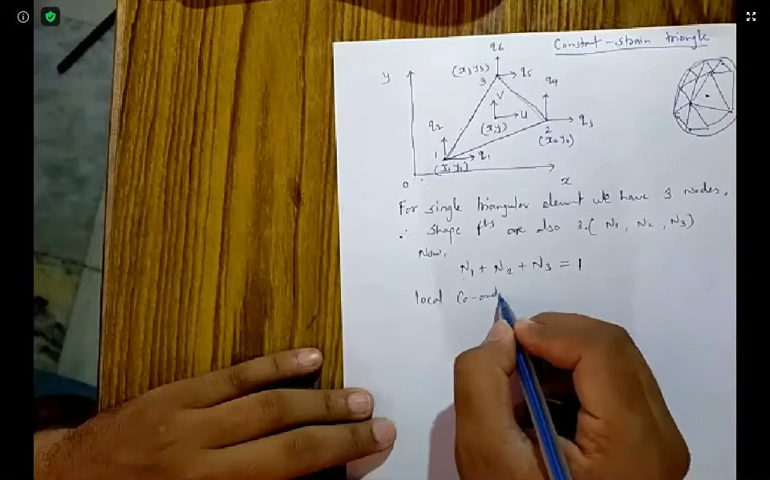 Constant-strain triangle
q6
(x3 y3) q5
3
y q4
V
q2 U
(x,y) q3
2
1 q1 (x2 y2)
(x1 y1)
o x
For single triangular element we have 3 nodes.
∴ shape fns are also 3. ( N1 , N2 , N3)
Now,
N1 + N2 + N3 = 1
local Co-ord